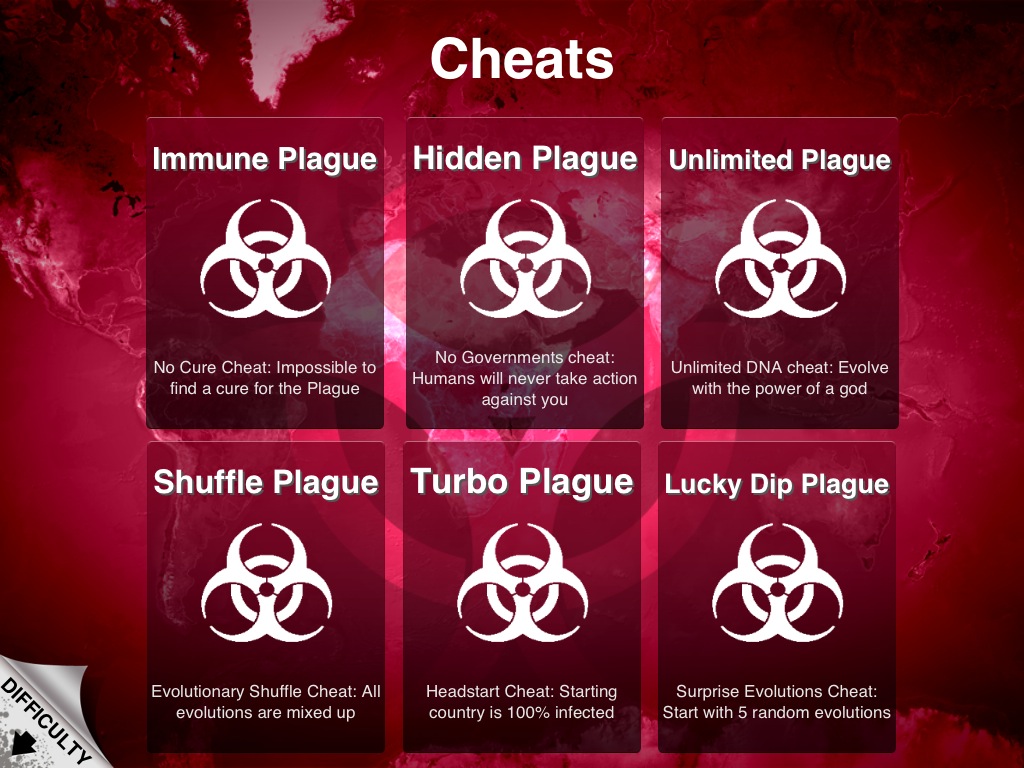 Cheats
Immune Plague
Hidden Plague
Unlimited Plague
No Cure Cheat: Impossible to
find a cure for the Plague
No Governments cheat:
Humans will never take action
against you
Unlimited DNA cheat: Evolve
with the power of a god
Shuffle Plague
Turbo Plague
Lucky Dip Plague
Evolutionary Shuffle Cheat: All
evolutions are mixed up
Headstart Cheat: Starting
country is 100% infected
Surprise Evolutions Cheat:
Start with 5 random evolutions
DIFFICULTY